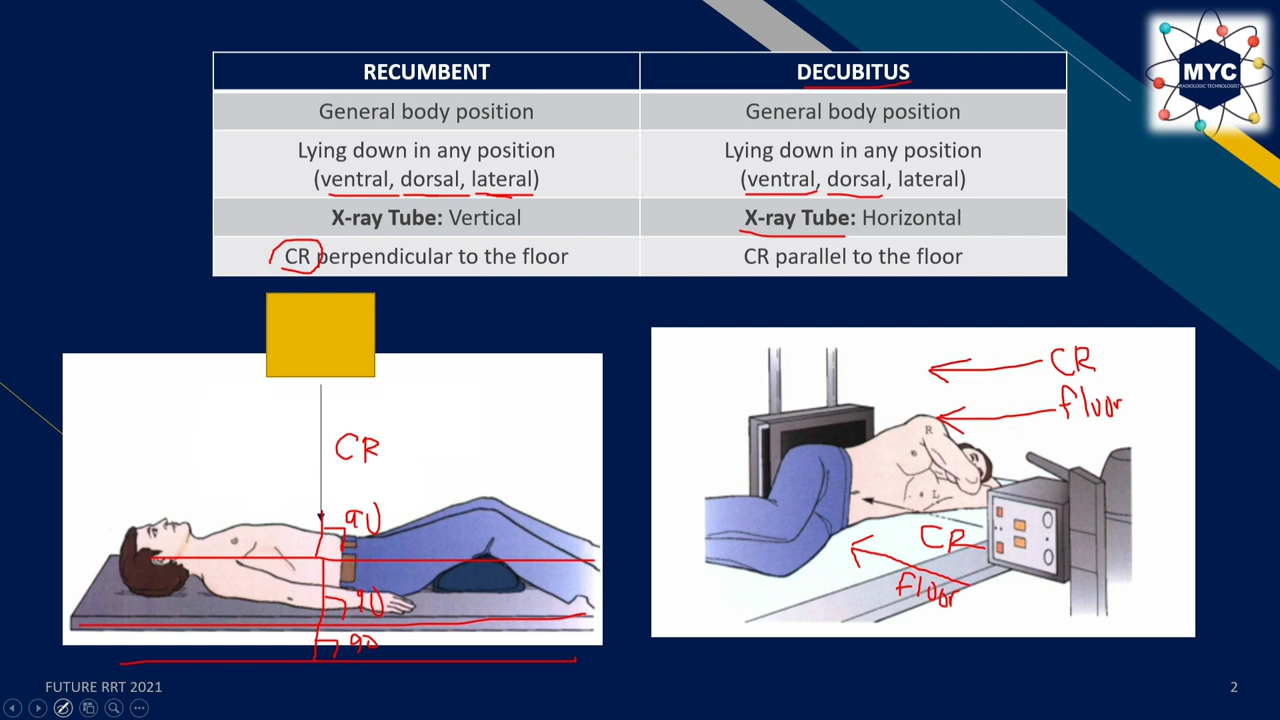 RECUMBENT
DECUBITUS
General body position
General body position
Lying down in any position
(ventral, dorsal, lateral)
Lying down in any position
(ventral, dorsal, lateral)
X-ray Tube: Vertical
X-ray Tube: Horizontal
CR perpendicular to the floor
CR parallel to the floor
MYC
RADIOLOGIC TECHNOLOGIST
CR
90
90
90
CR
floor
R
L
CR
floor
FUTURE RRT 2021
2